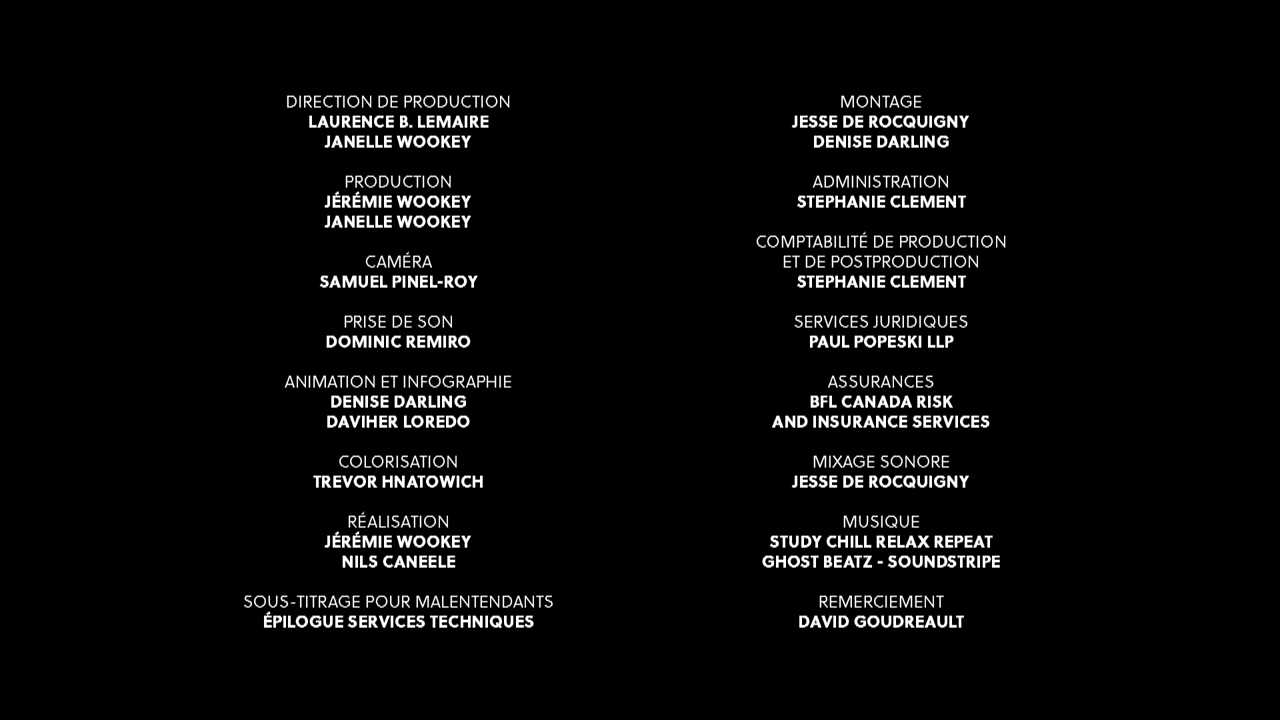 DIRECTION DE PRODUCTION
LAURENCE B. LEMAIRE
JANELLE WOOKEY
PRODUCTION
JÉRÉMIE WOOKEY
JANELLE WOOKEY
CAMÉRA
SAMUEL PINEL-ROY
PRISE DE SON
DOMINIC REMIRO
ANIMATION ET INFOGRAPHIE
DENISE DARLING
DAVIHER LOREDO
COLORISATION
TREVOR HNATOWICH
RÉALISATION
JÉRÉMIE WOOKEY
NILS CANEELE
SOUS-TITRAGE POUR MALENTENDANTS
ÉPILOGUE SERVICES TECHNIQUES
MONTAGE
JESSE DE ROCQUIGNY
DENISE DARLING
ADMINISTRATION
STEPHANIE CLEMENT
COMPTABILITÉ DE PRODUCTION
ET DE POSTPRODUCTION
STEPHANIE CLEMENT
SERVICES JURIDIQUES
PAUL POPESKI LLP
ASSURANCES
BFL CANADA RISK
AND INSURANCE SERVICES
MIXAGE SONORE
JESSE DE ROCQUIGNY
MUSIQUE
STUDY CHILL RELAX REPEAT
GHOST BEATZ - SOUNDSTRIPE
REMERCIEMENT
DAVID GOUDREAULT